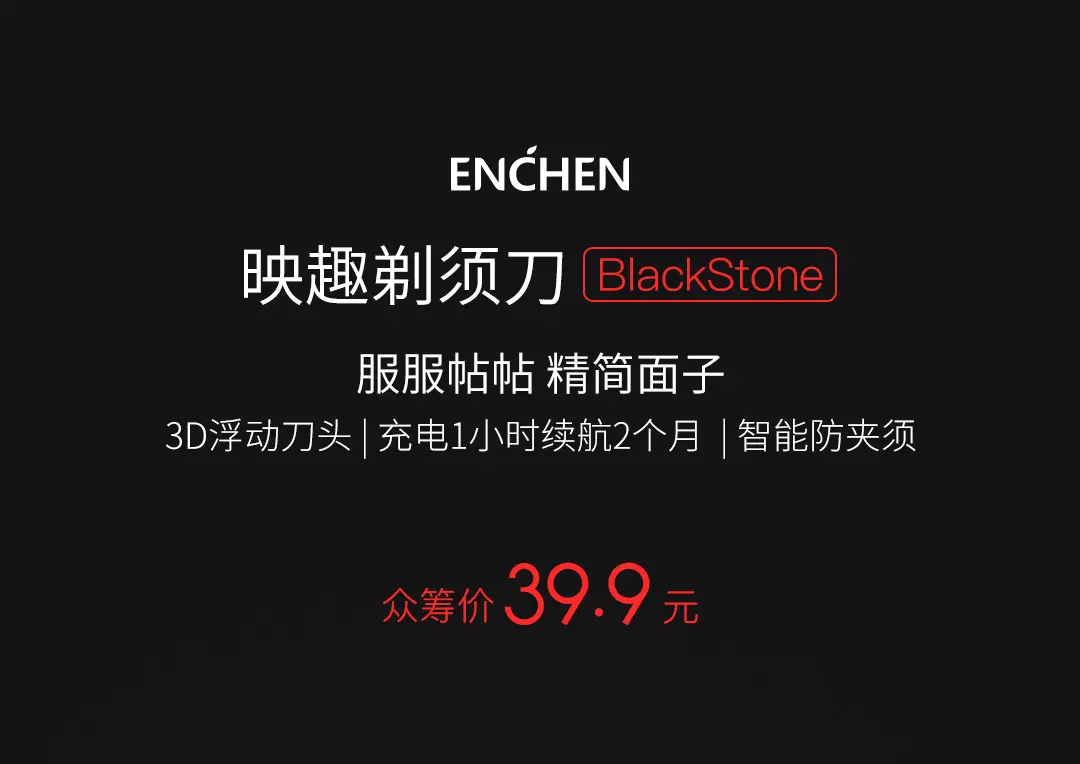 ENCHEN
映趣剃须刀 BlackStone
服服帖帖 精简面子
3D浮动刀头 | 充电1小时续航2个月 | 智能防夹须
众筹价 39.9 元